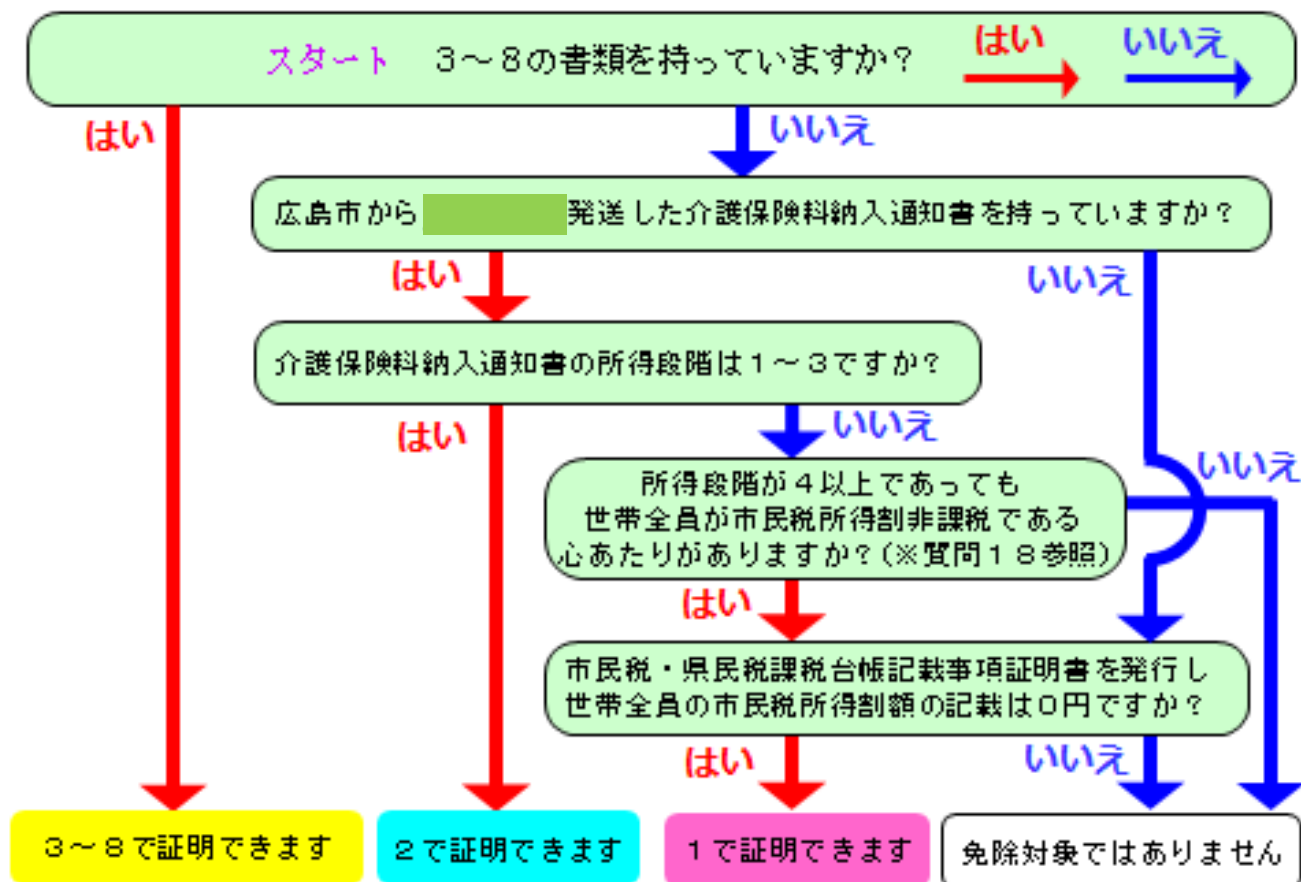 スタート 3～8の書類を持っていますか？ はい いいえ
はい いいえ
広島市から 発送した介護保険料納入通知書を持っていますか？
はい いいえ
介護保険料納入通知書の所得段階は1～3ですか？
はい いいえ
所得段階が4以上であっても
世帯全員が市民税所得割非課税である
心あたりがありますか？（※質問18参照）
いいえ
はい
市民税・県民税課税台帳記載事項証明書を発行し
世帯全員の市民税所得割額の記載は0円ですか？
はい いいえ
3～8で証明できます
2で証明できます
1で証明できます
免除対象ではありません